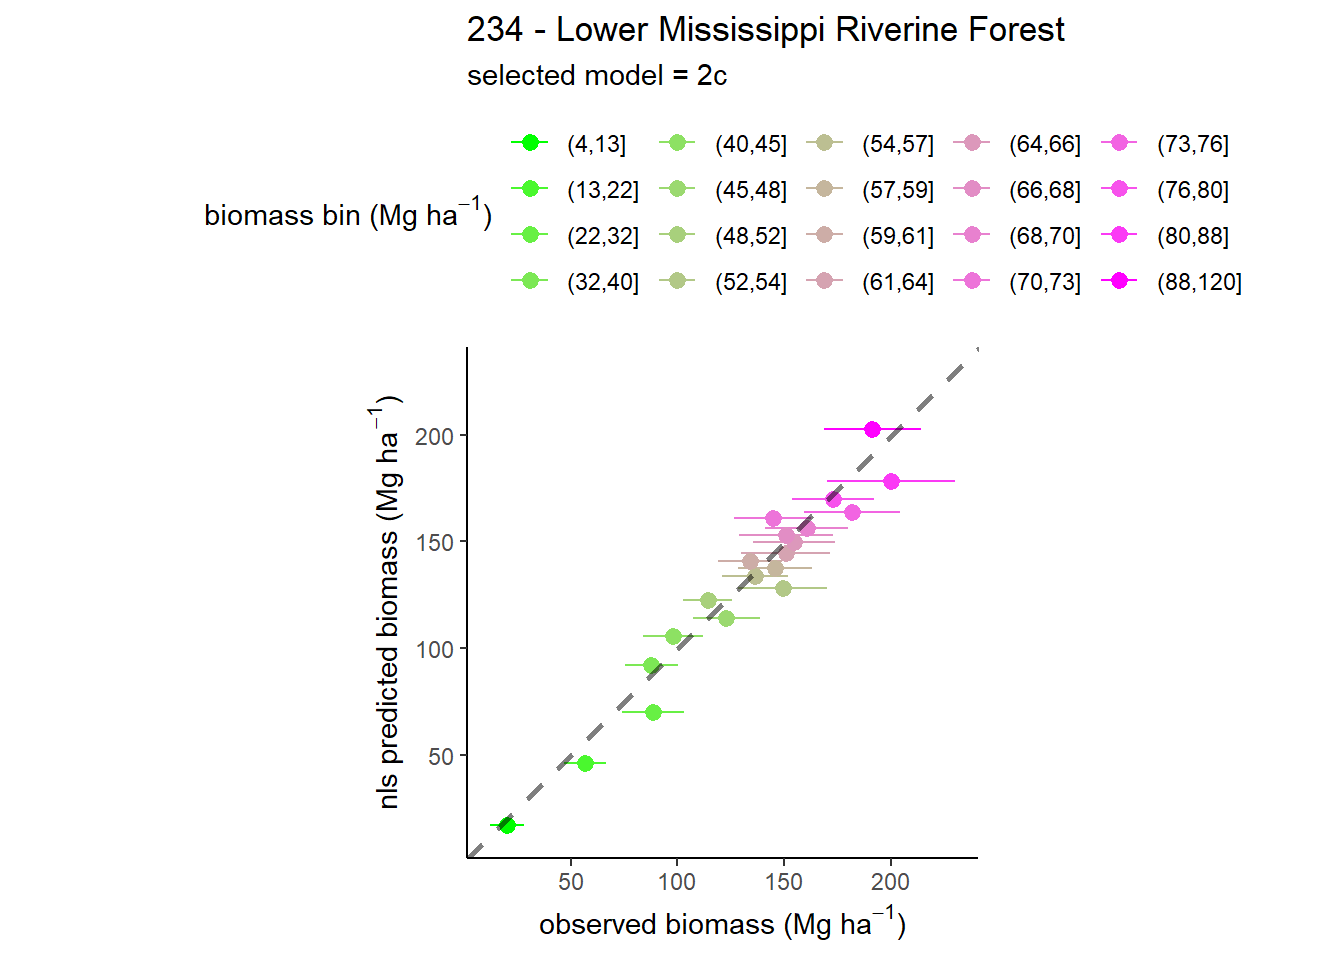 234 - Lower Mississippi Riverine Forest
selected model = 2c
biomass bin (Mg ha⁻¹)
(4,13] (40,45] (54,57] (64,66] (73,76]
(13,22] (45,48] (57,59] (66,68] (76,80]
(22,32] (48,52] (59,61] (68,70] (80,88]
(32,40] (52,54] (61,64] (70,73] (88,120]
nls predicted biomass (Mg ha⁻¹)
200
150
100
50
50 100 150 200
observed biomass (Mg ha⁻¹)